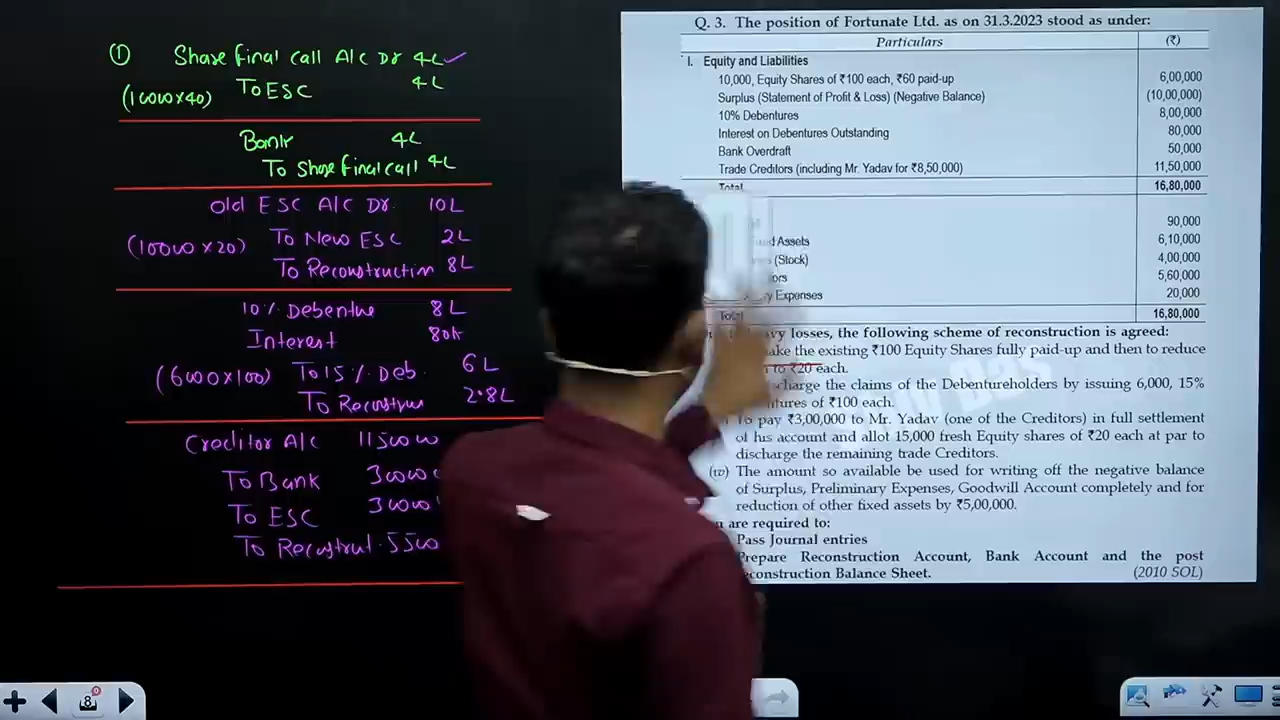 ① Share final call A/C Dr 4L
(10000×40) To ESC 4L
Bank 4L
To Share final call 4L
Old ESC A/C Dr. 10L
(10000×20) To New ESC 2L
To Reconstruction 8L
10% Debentue 8L
Interest 80k
(6000×100) To 15% Deb. 6L
To Reconstrus 2.8L
Creditor A/C
To Bank
To ESC
To Recustrut.
Q. 3. The position of Fortunate Ltd. as on 31.3.2023 stood as under:
Particulars (₹)
I. Equity and Liabilities
10,000, Equity Shares of ₹100 each, ₹60 paid-up 6,00,000
Surplus (Statement of Profit & Loss) (Negative Balance) (10,00,000)
10% Debentures 8,00,000
Interest on Debentures Outstanding 80,000
Bank Overdraft 50,000
Trade Creditors (including Mr. Yadav for ₹8,50,000) 11,50,000
Total 16,80,000
90,000
Assets 6,10,000
(Stock) 4,00,000
5,60,000
Expenses 20,000
Total 16,80,000
losses, the following scheme of reconstruction is agreed:
the existing ₹100 Equity Shares fully paid-up and then to reduce
to ₹20 each.
the claims of the Debentureholders by issuing 6,000, 15%
of ₹100 each.
To pay ₹3,00,000 to Mr. Yadav (one of the Creditors) in full settlement
of his account and allot 15,000 fresh Equity shares of ₹20 each at par to
discharge the remaining trade Creditors.
(iv) The amount so available be used for writing off the negative balance
of Surplus, Preliminary Expenses, Goodwill Account completely and for
reduction of other fixed assets by ₹5,00,000.
are required to:
Pass Journal entries
Prepare Reconstruction Account, Bank Account and the post
Balance Sheet. (2010 SOL)